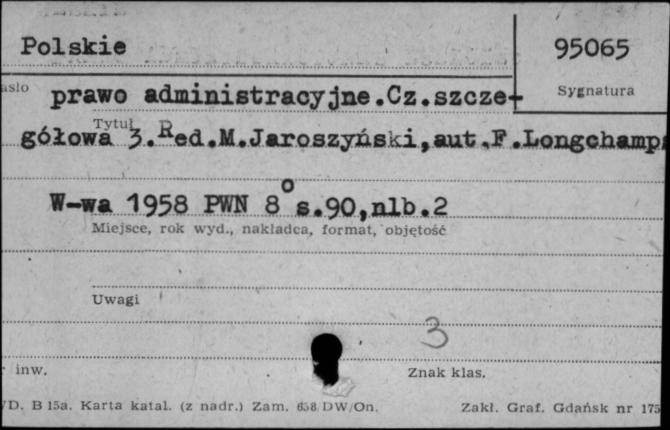 Polskie
95065
Sygnatura
asło
prawo administracyjne.Cz.szcze-
Tytuł
gółowa 3.Red.M.Jaroszyński,aut.F.Longchamp
W-wa 1958 PWN 8° s.90,nlb.2
Miejsce, rok wyd., nakładca, format, objętość
Uwagi
3
inw.
Znak klas.
D. B 15a. Karta katal. (z nadr.) Zam. 658/DW/On.
Zakł. Graf. Gdańsk nr 175